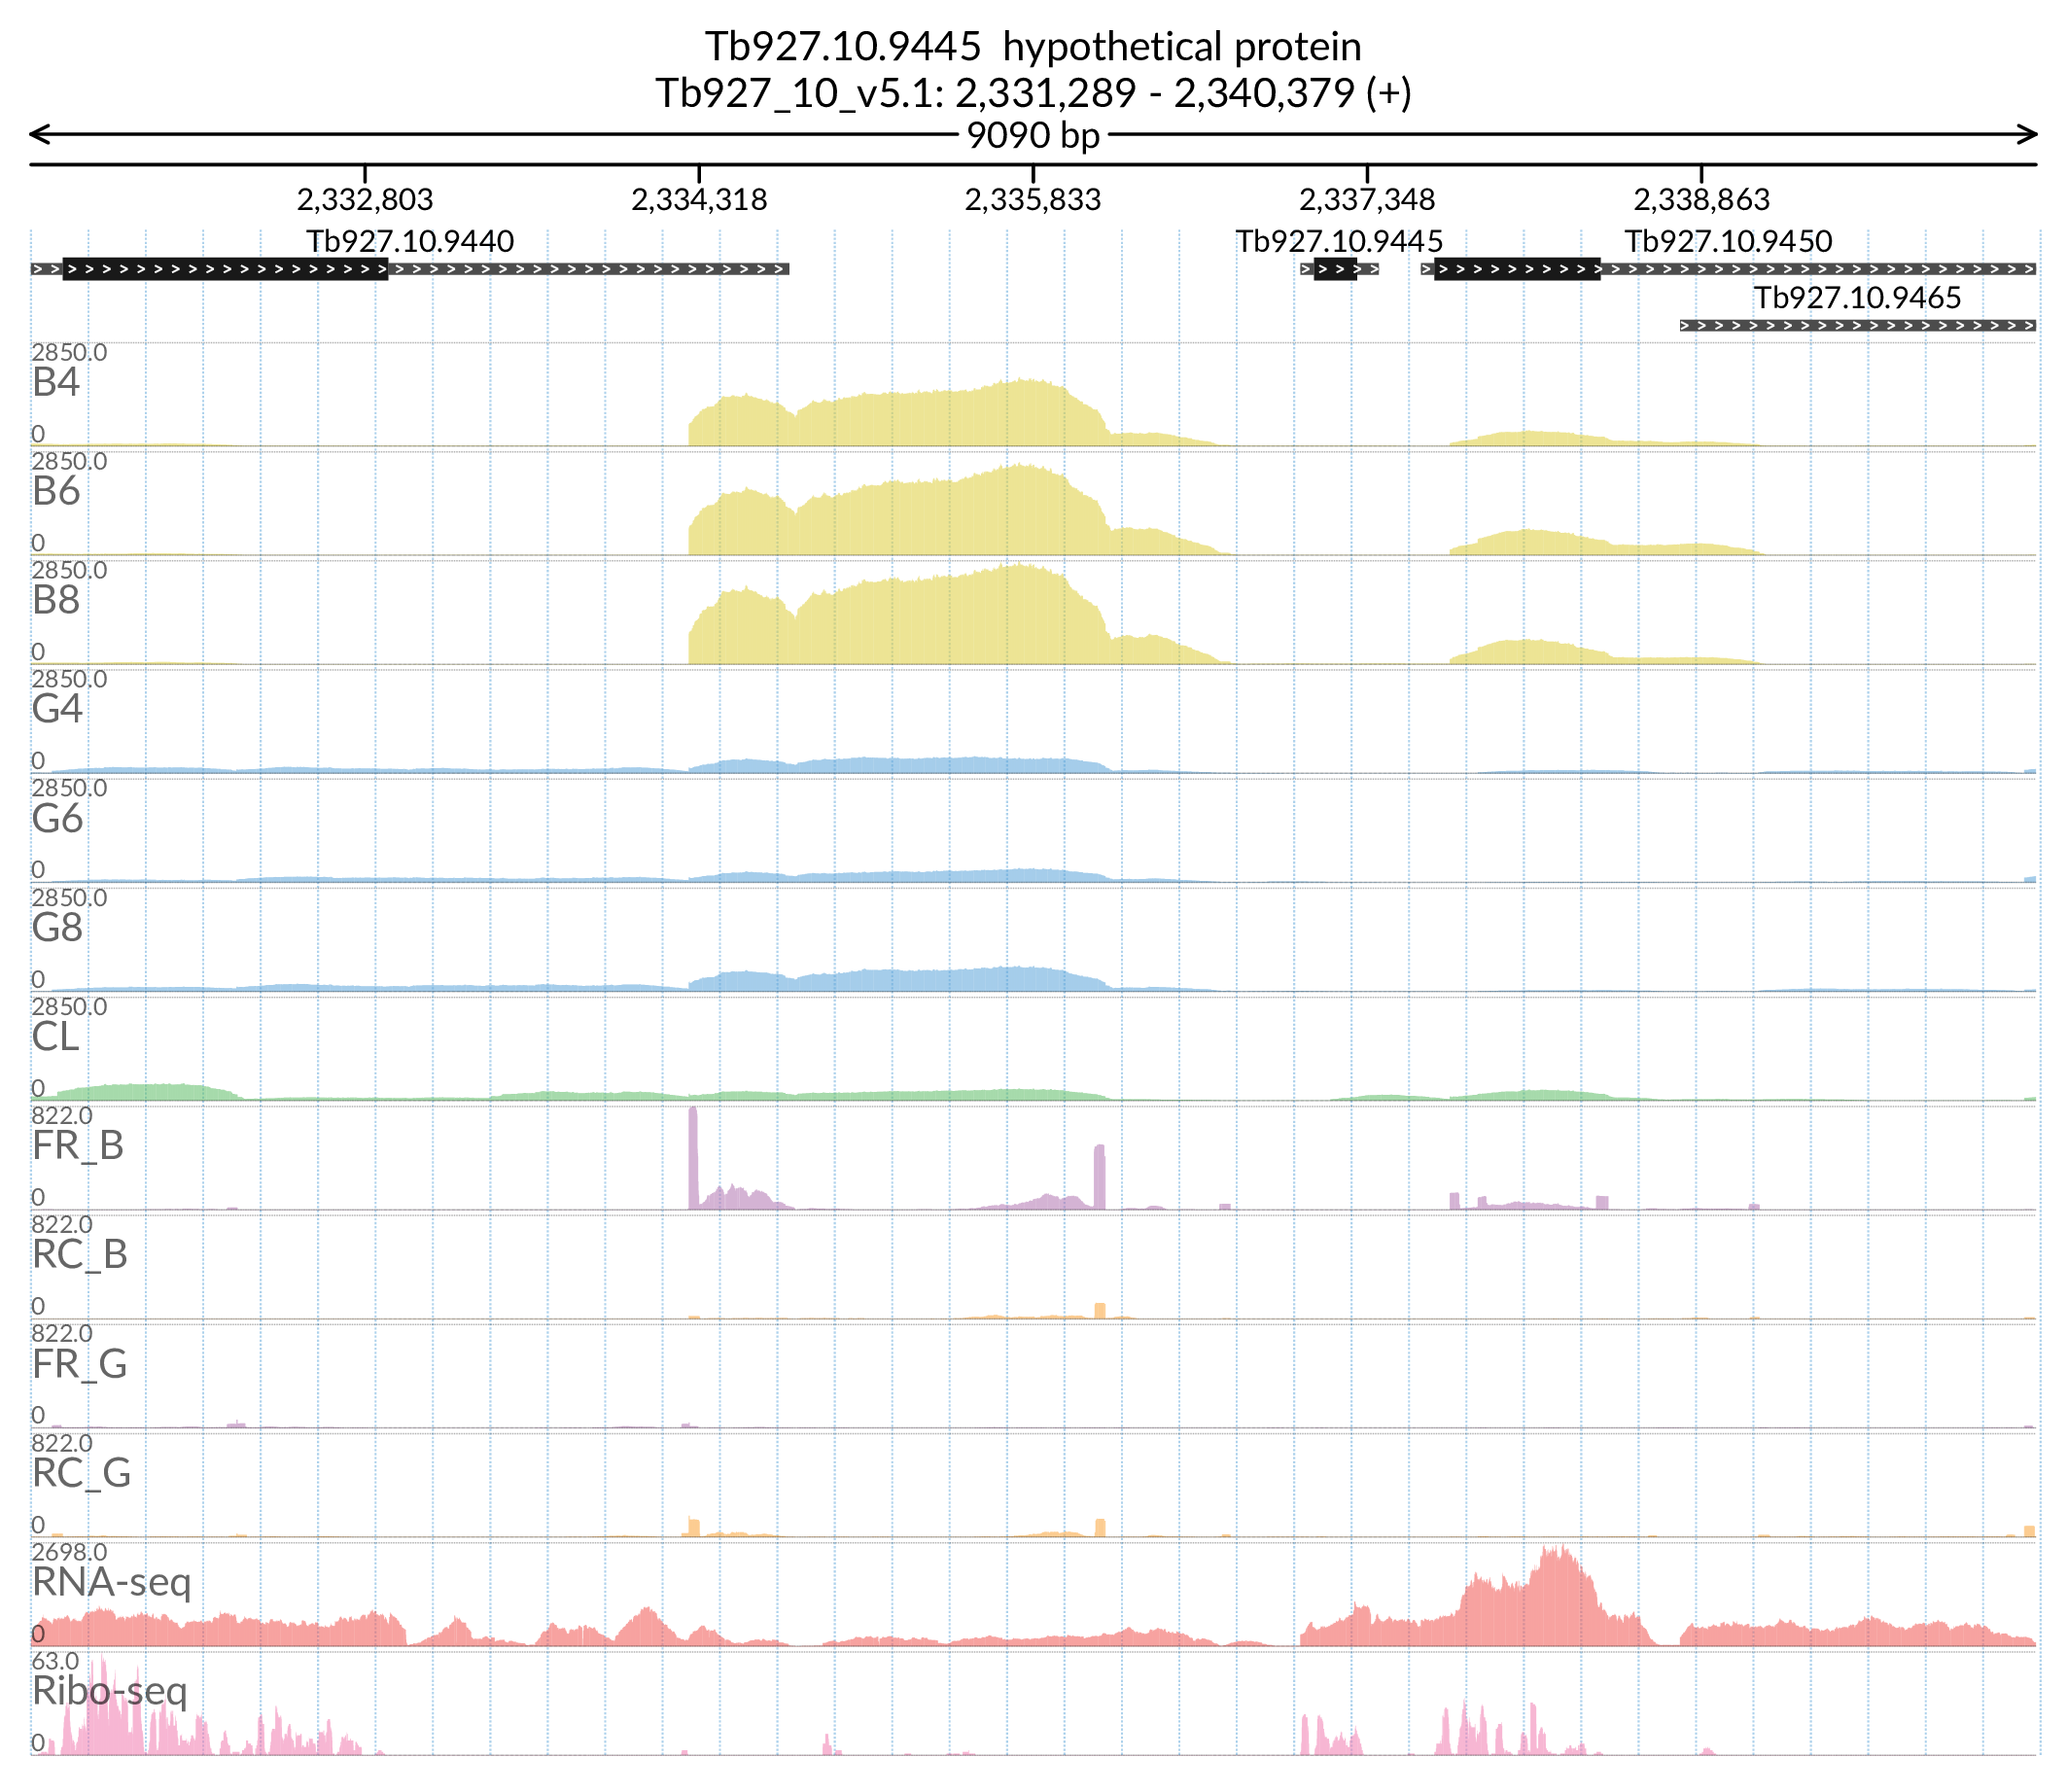 Tb927.10.9445 hypothetical protein
Tb927_10_v5.1: 2,331,289 - 2,340,379 (+)
9090 bp
2,332,803 2,334,318 2,335,833 2,337,348 2,338,863
Tb927.10.9440 Tb927.10.9445 Tb927.10.9450
Tb927.10.9465
2850.0
B4
0
2850.0
B6
0
2850.0
B8
0
2850.0
G4
0
2850.0
G6
0
2850.0
G8
0
2850.0
CL
0
822.0
FR_B
0
822.0
RC_B
0
822.0
FR_G
0
822.0
RC_G
0
2698.0
RNA-seq
0
63.0
Ribo-seq
0